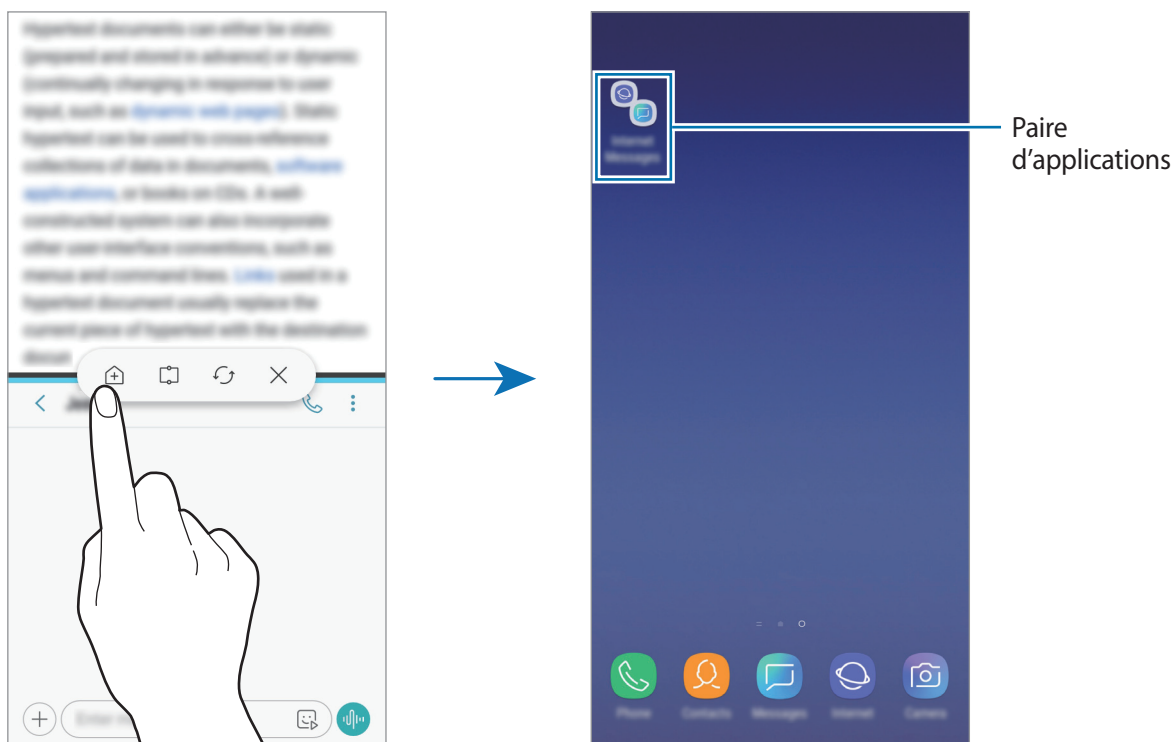 Hypertext documents can either be static
(prepared and stored in advance) or dynamic
(continually changing in response to user
input, such as dynamic web pages). Static
hypertext can be used to cross-reference
collections of data in documents, software
applications, or books on CDs. A well-
constructed system can also incorporate
other user-interface conventions, such as
menus and command lines. Links used in a
hypertext document usually replace the
current piece of hypertext with the destination
Enter
Internet
Messages
Paire
d'applications
Phone
Contacts
Messages
Internet
Camera